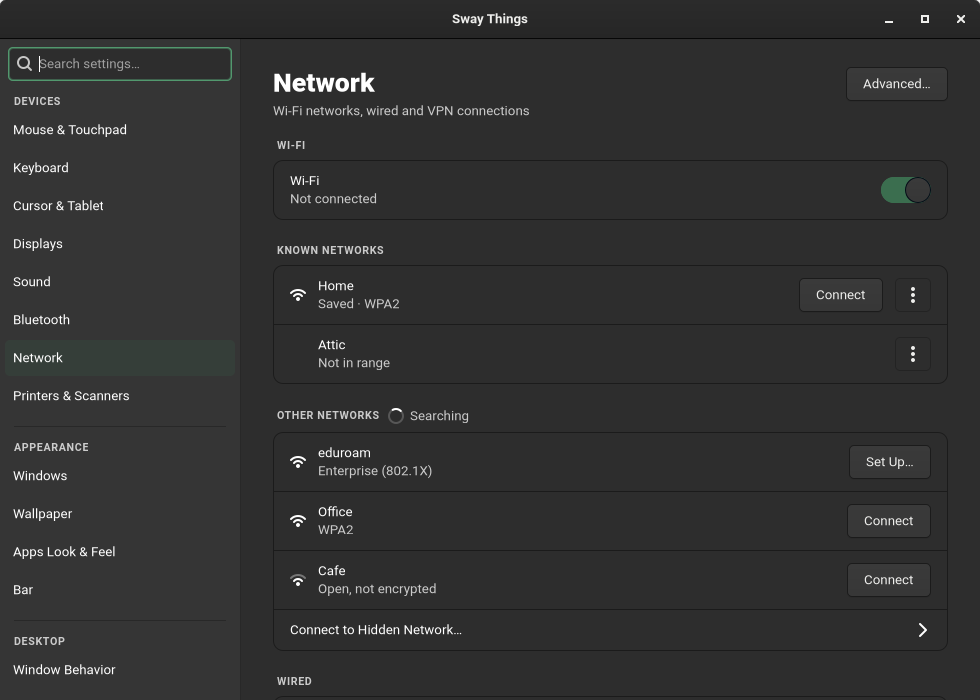 Sway Things
Search settings...
DEVICES
Mouse & Touchpad
Keyboard
Cursor & Tablet
Displays
Sound
Bluetooth
Network
Printers & Scanners
APPEARANCE
Windows
Wallpaper
Apps Look & Feel
Bar
DESKTOP
Window Behavior
Network
Advanced...
Wi-Fi networks, wired and VPN connections
WI-FI
Wi-Fi
Not connected
KNOWN NETWORKS
Home
Saved · WPA2
Connect
Attic
Not in range
OTHER NETWORKS Searching
eduroam
Enterprise (802.1X)
Set Up...
Office
WPA2
Connect
Cafe
Open, not encrypted
Connect
Connect to Hidden Network...
WIRED